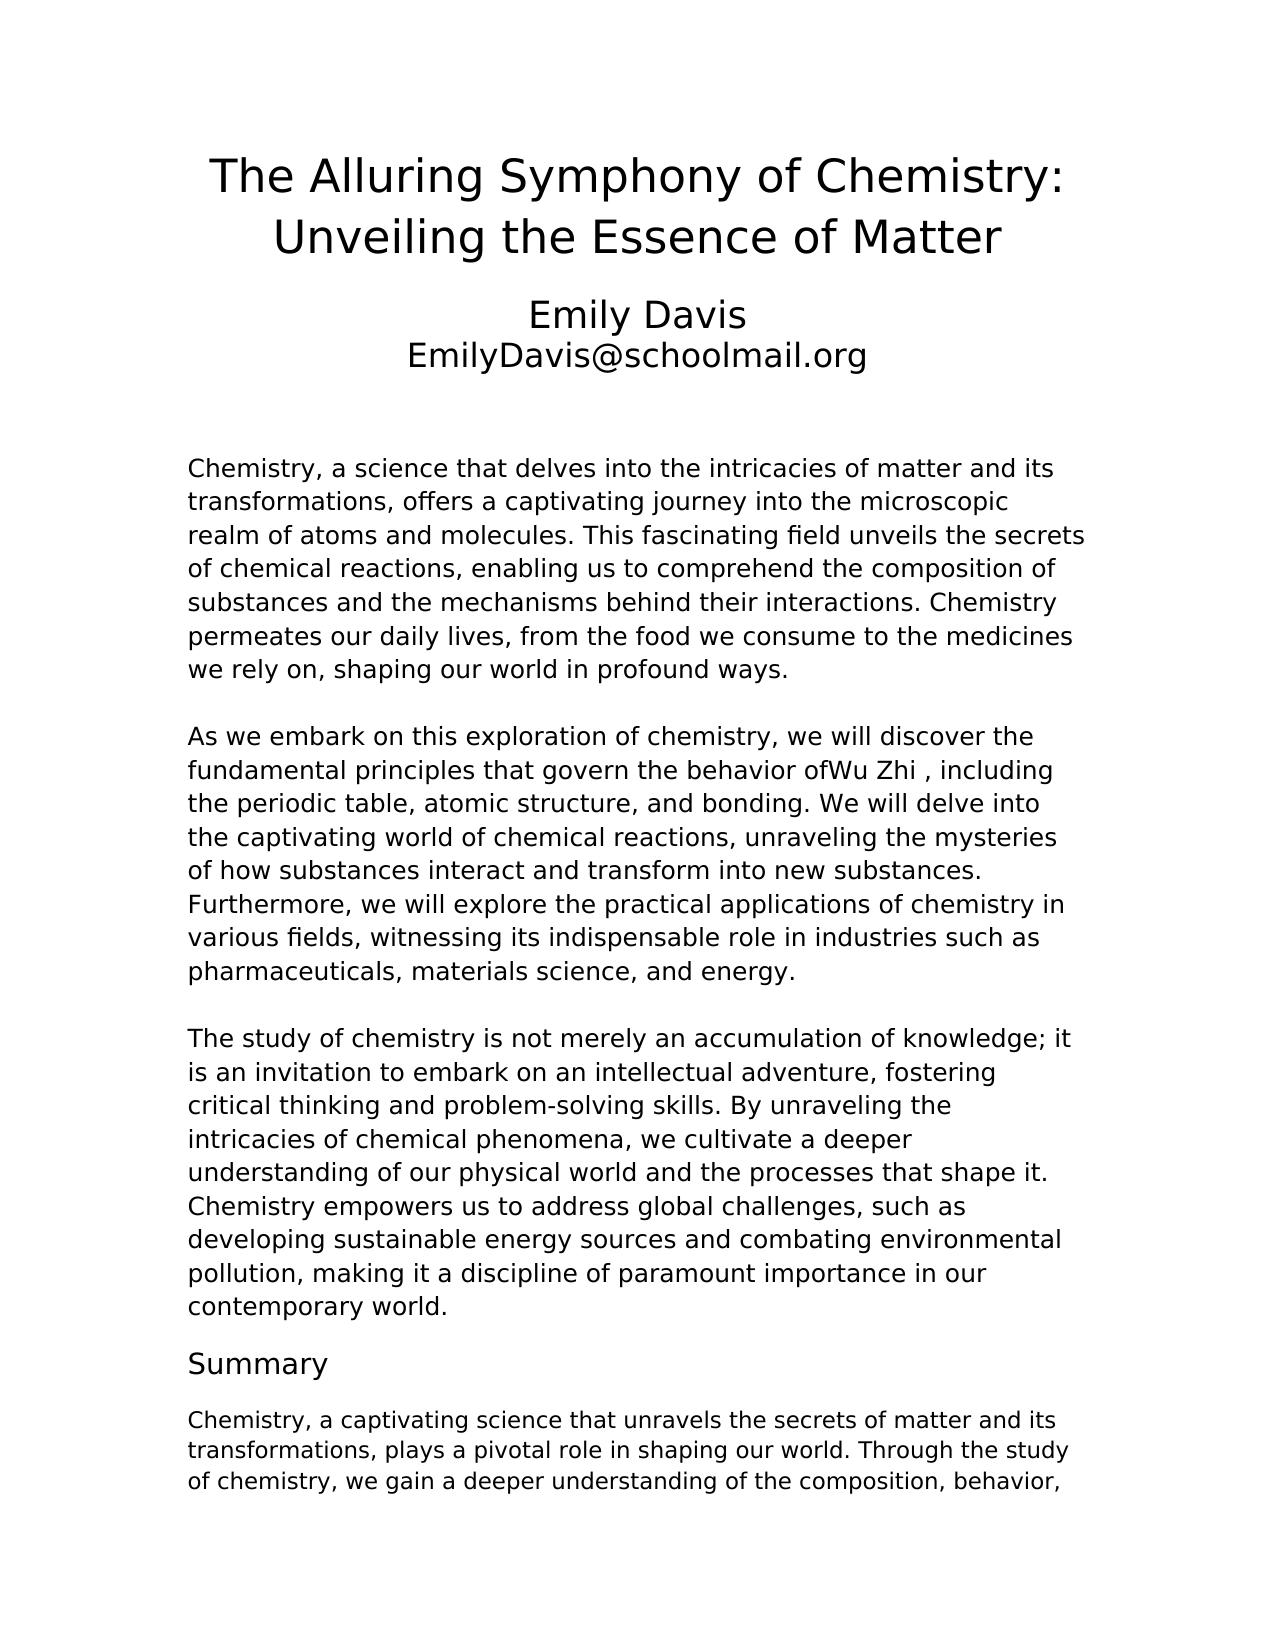 The Alluring Symphony of Chemistry:
Unveiling the Essence of Matter
Emily Davis
EmilyDavis@schoolmail.org
Chemistry, a science that delves into the intricacies of matter and its
transformations, offers a captivating journey into the microscopic
realm of atoms and molecules. This fascinating field unveils the secrets
of chemical reactions, enabling us to comprehend the composition of
substances and the mechanisms behind their interactions. Chemistry
permeates our daily lives, from the food we consume to the medicines
we rely on, shaping our world in profound ways.
As we embark on this exploration of chemistry, we will discover the
fundamental principles that govern the behavior ofWu Zhi , including
the periodic table, atomic structure, and bonding. We will delve into
the captivating world of chemical reactions, unraveling the mysteries
of how substances interact and transform into new substances.
Furthermore, we will explore the practical applications of chemistry in
various fields, witnessing its indispensable role in industries such as
pharmaceuticals, materials science, and energy.
The study of chemistry is not merely an accumulation of knowledge; it
is an invitation to embark on an intellectual adventure, fostering
critical thinking and problem-solving skills. By unraveling the
intricacies of chemical phenomena, we cultivate a deeper
understanding of our physical world and the processes that shape it.
Chemistry empowers us to address global challenges, such as
developing sustainable energy sources and combating environmental
pollution, making it a discipline of paramount importance in our
contemporary world.
Summary
Chemistry, a captivating science that unravels the secrets of matter and its
transformations, plays a pivotal role in shaping our world. Through the study
of chemistry, we gain a deeper understanding of the composition, behavior,